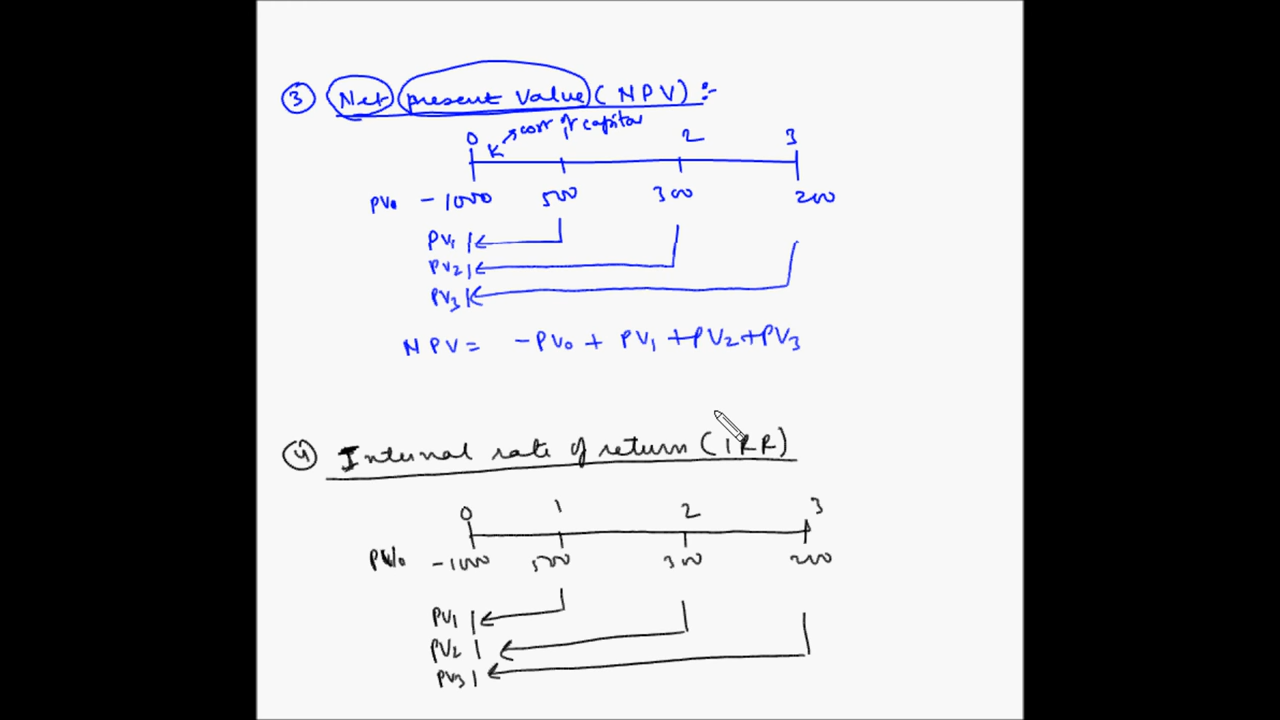 ③ Net present Value (NPV) :-
0 K → cost of capital 2 3
PV₀ -1000 500 300 200
PV₁
PV₂
PV₃
NPV = -PV₀ + PV₁ + PV₂ + PV₃
④ Internal rate of return (IRR)
0 1 2 3
PV₀ -1000 500 300 200
PV₁
PV₂
PV₃